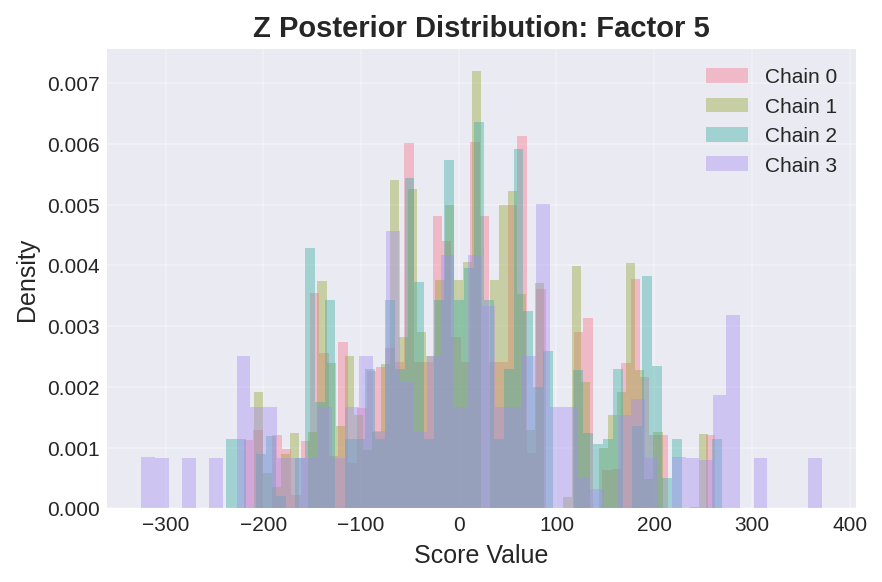 Z Posterior Distribution: Factor 5
Chain 0
Chain 1
Chain 2
Chain 3
Density
0.007
0.006
0.005
0.004
0.003
0.002
0.001
0.000
−300 −200 −100 0 100 200 300 400
Score Value